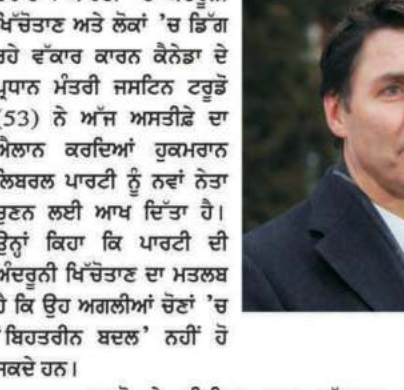 ਖਿੱਚੋਤਾਣ ਅਤੇ ਲੋਕਾਂ ’ਚ ਡਿੱਗ
ਰਹੇ ਵੱਕਾਰ ਕਾਰਨ ਕੈਨੇਡਾ ਦੇ
ਪ੍ਰਧਾਨ ਮੰਤਰੀ ਜਸਟਿਨ ਟਰੂਡੋ
(53) ਨੇ ਅੱਜ ਅਸਤੀਫ਼ੇ ਦਾ
ਐਲਾਨ ਕਰਦਿਆਂ ਹੁਕਮਰਾਨ
ਲਿਬਰਲ ਪਾਰਟੀ ਨੂੰ ਨਵਾਂ ਨੇਤਾ
ਚੁਣਨ ਲਈ ਆਖ ਦਿੱਤਾ ਹੈ।
ਉਨ੍ਹਾਂ ਕਿਹਾ ਕਿ ਪਾਰਟੀ ਦੀ
ਅੰਦਰੂਨੀ ਖਿੱਚੋਤਾਣ ਦਾ ਮਤਲਬ
ਹੈ ਕਿ ਉਹ ਅਗਲੀਆਂ ਚੋਣਾਂ ’ਚ
‘ਬਿਹਤਰੀਨ ਬਦਲ’ ਨਹੀਂ ਹੋ
ਸਕਦੇ ਹਨ।